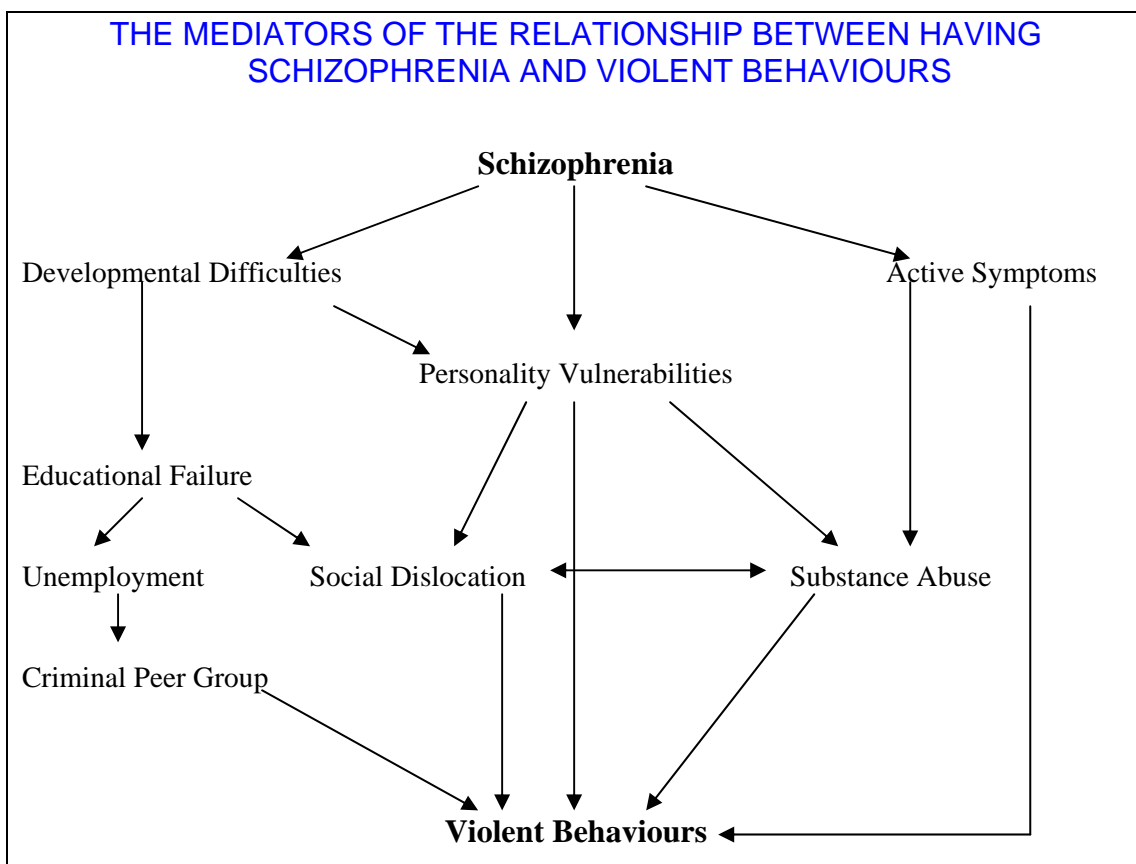 THE MEDIATORS OF THE RELATIONSHIP BETWEEN HAVING
SCHIZOPHRENIA AND VIOLENT BEHAVIOURS
Schizophrenia
Developmental Difficulties
Active Symptoms
Personality Vulnerabilities
Educational Failure
Unemployment
Social Dislocation
Substance Abuse
Criminal Peer Group
Violent Behaviours